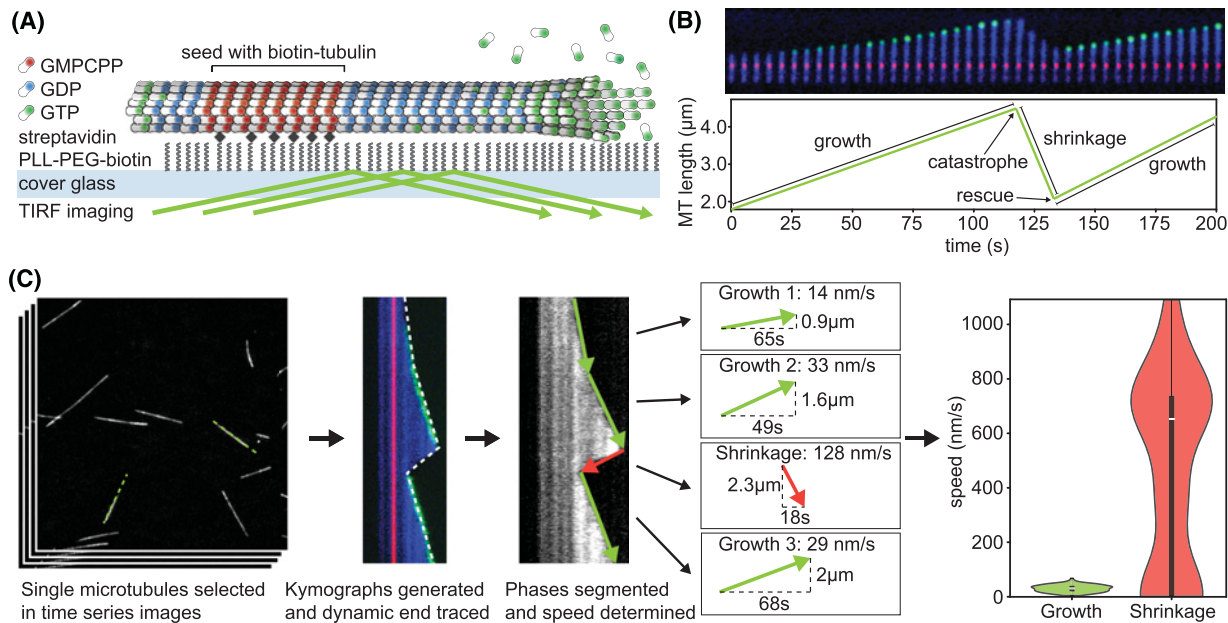 (A)
seed with biotin-tubulin
GMPCPP
GDP
GTP
streptavidin
PLL-PEG-biotin
cover glass
TIRF imaging
(B)
MT length (μm)
4.0
3.0
2.0
growth
catastrophe
shrinkage
rescue
growth
0
25
50
75
100
125
150
175
200
time (s)
(C)
Single microtubules selected
in time series images
Kymographs generated
and dynamic end traced
Phases segmented
and speed determined
Growth 1: 14 nm/s
0.9μm
65s
Growth 2: 33 nm/s
1.6μm
49s
Shrinkage: 128 nm/s
2.3μm
18s
Growth 3: 29 nm/s
2μm
68s
speed (nm/s)
1000
800
600
400
200
0
Growth
Shrinkage